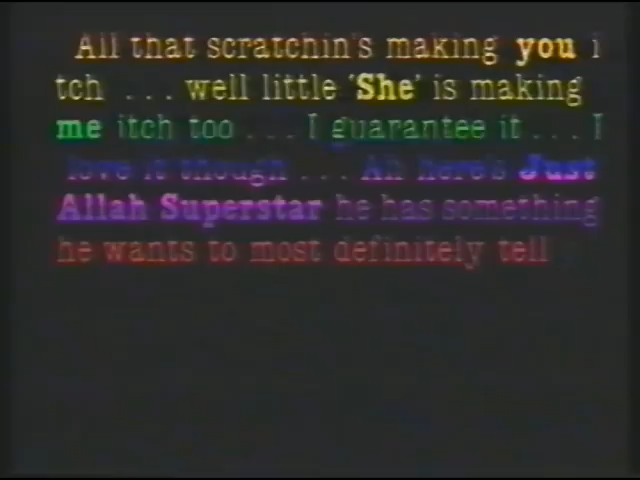 All that scratchin's making you i
tch ... well little 'She' is making
me itch too ... I guarantee it ... I
love it though ... Ah here's Just
Allah Superstar he has something
he wants to most definitely tell